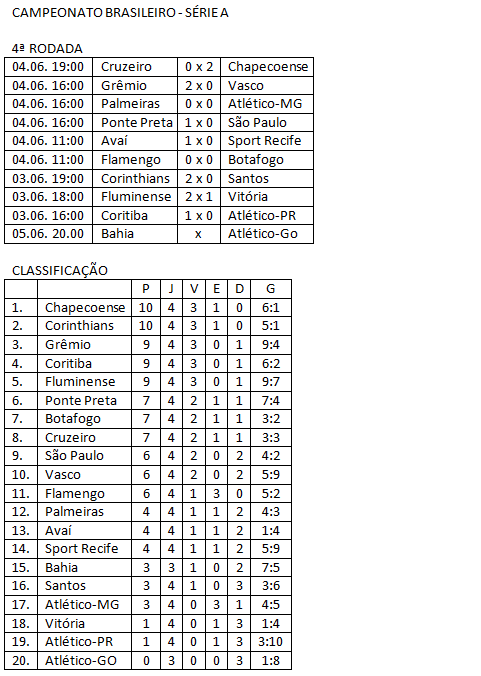 CAMPEONATO BRASILEIRO - SÉRIE A
4ª RODADA
04.06. 19:00 Cruzeiro 0 x 2 Chapecoense
04.06. 16:00 Grêmio 2 x 0 Vasco
04.06. 16:00 Palmeiras 0 x 0 Atlético-MG
04.06. 16:00 Ponte Preta 1 x 0 São Paulo
04.06. 11:00 Avaí 1 x 0 Sport Recife
04.06. 11:00 Flamengo 0 x 0 Botafogo
03.06. 19:00 Corinthians 2 x 0 Santos
03.06. 18:00 Fluminense 2 x 1 Vitória
03.06. 16:00 Coritiba 1 x 0 Atlético-PR
05.06. 20.00 Bahia x Atlético-Go
CLASSIFICAÇÃO
P J V E D G
1. Chapecoense 10 4 3 1 0 6:1
2. Corinthians 10 4 3 1 0 5:1
3. Grêmio 9 4 3 0 1 9:4
4. Coritiba 9 4 3 0 1 6:2
5. Fluminense 9 4 3 0 1 9:7
6. Ponte Preta 7 4 2 1 1 7:4
7. Botafogo 7 4 2 1 1 3:2
8. Cruzeiro 7 4 2 1 1 3:3
9. São Paulo 6 4 2 0 2 4:2
10. Vasco 6 4 2 0 2 5:9
11. Flamengo 6 4 1 3 0 5:2
12. Palmeiras 4 4 1 1 2 4:3
13. Avaí 4 4 1 1 2 1:4
14. Sport Recife 4 4 1 1 2 5:9
15. Bahia 3 3 1 0 2 7:5
16. Santos 3 4 1 0 3 3:6
17. Atlético-MG 3 4 0 3 1 4:5
18. Vitória 1 4 0 1 3 1:4
19. Atlético-PR 1 4 0 1 3 3:10
20. Atlético-GO 0 3 0 0 3 1:8